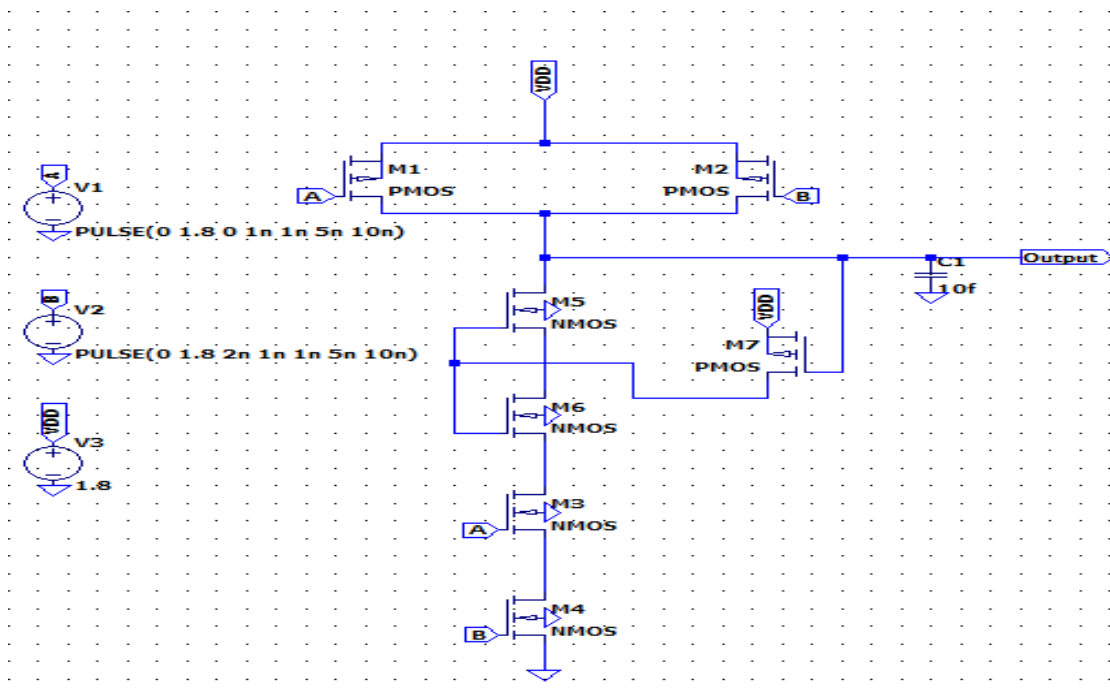 VDD
M1
PMOS
A
M2
PMOS
B
A
V1
PULSE(0 1.8 0 1n 1n 5n 10n)
Output
C1
10f
B
V2
PULSE(0 1.8 2n 1n 1n 5n 10n)
M5
NMOS
VDD
M7
PMOS
VDD
V3
1.8
M6
NMOS
M3
NMOS
A
M4
NMOS
B